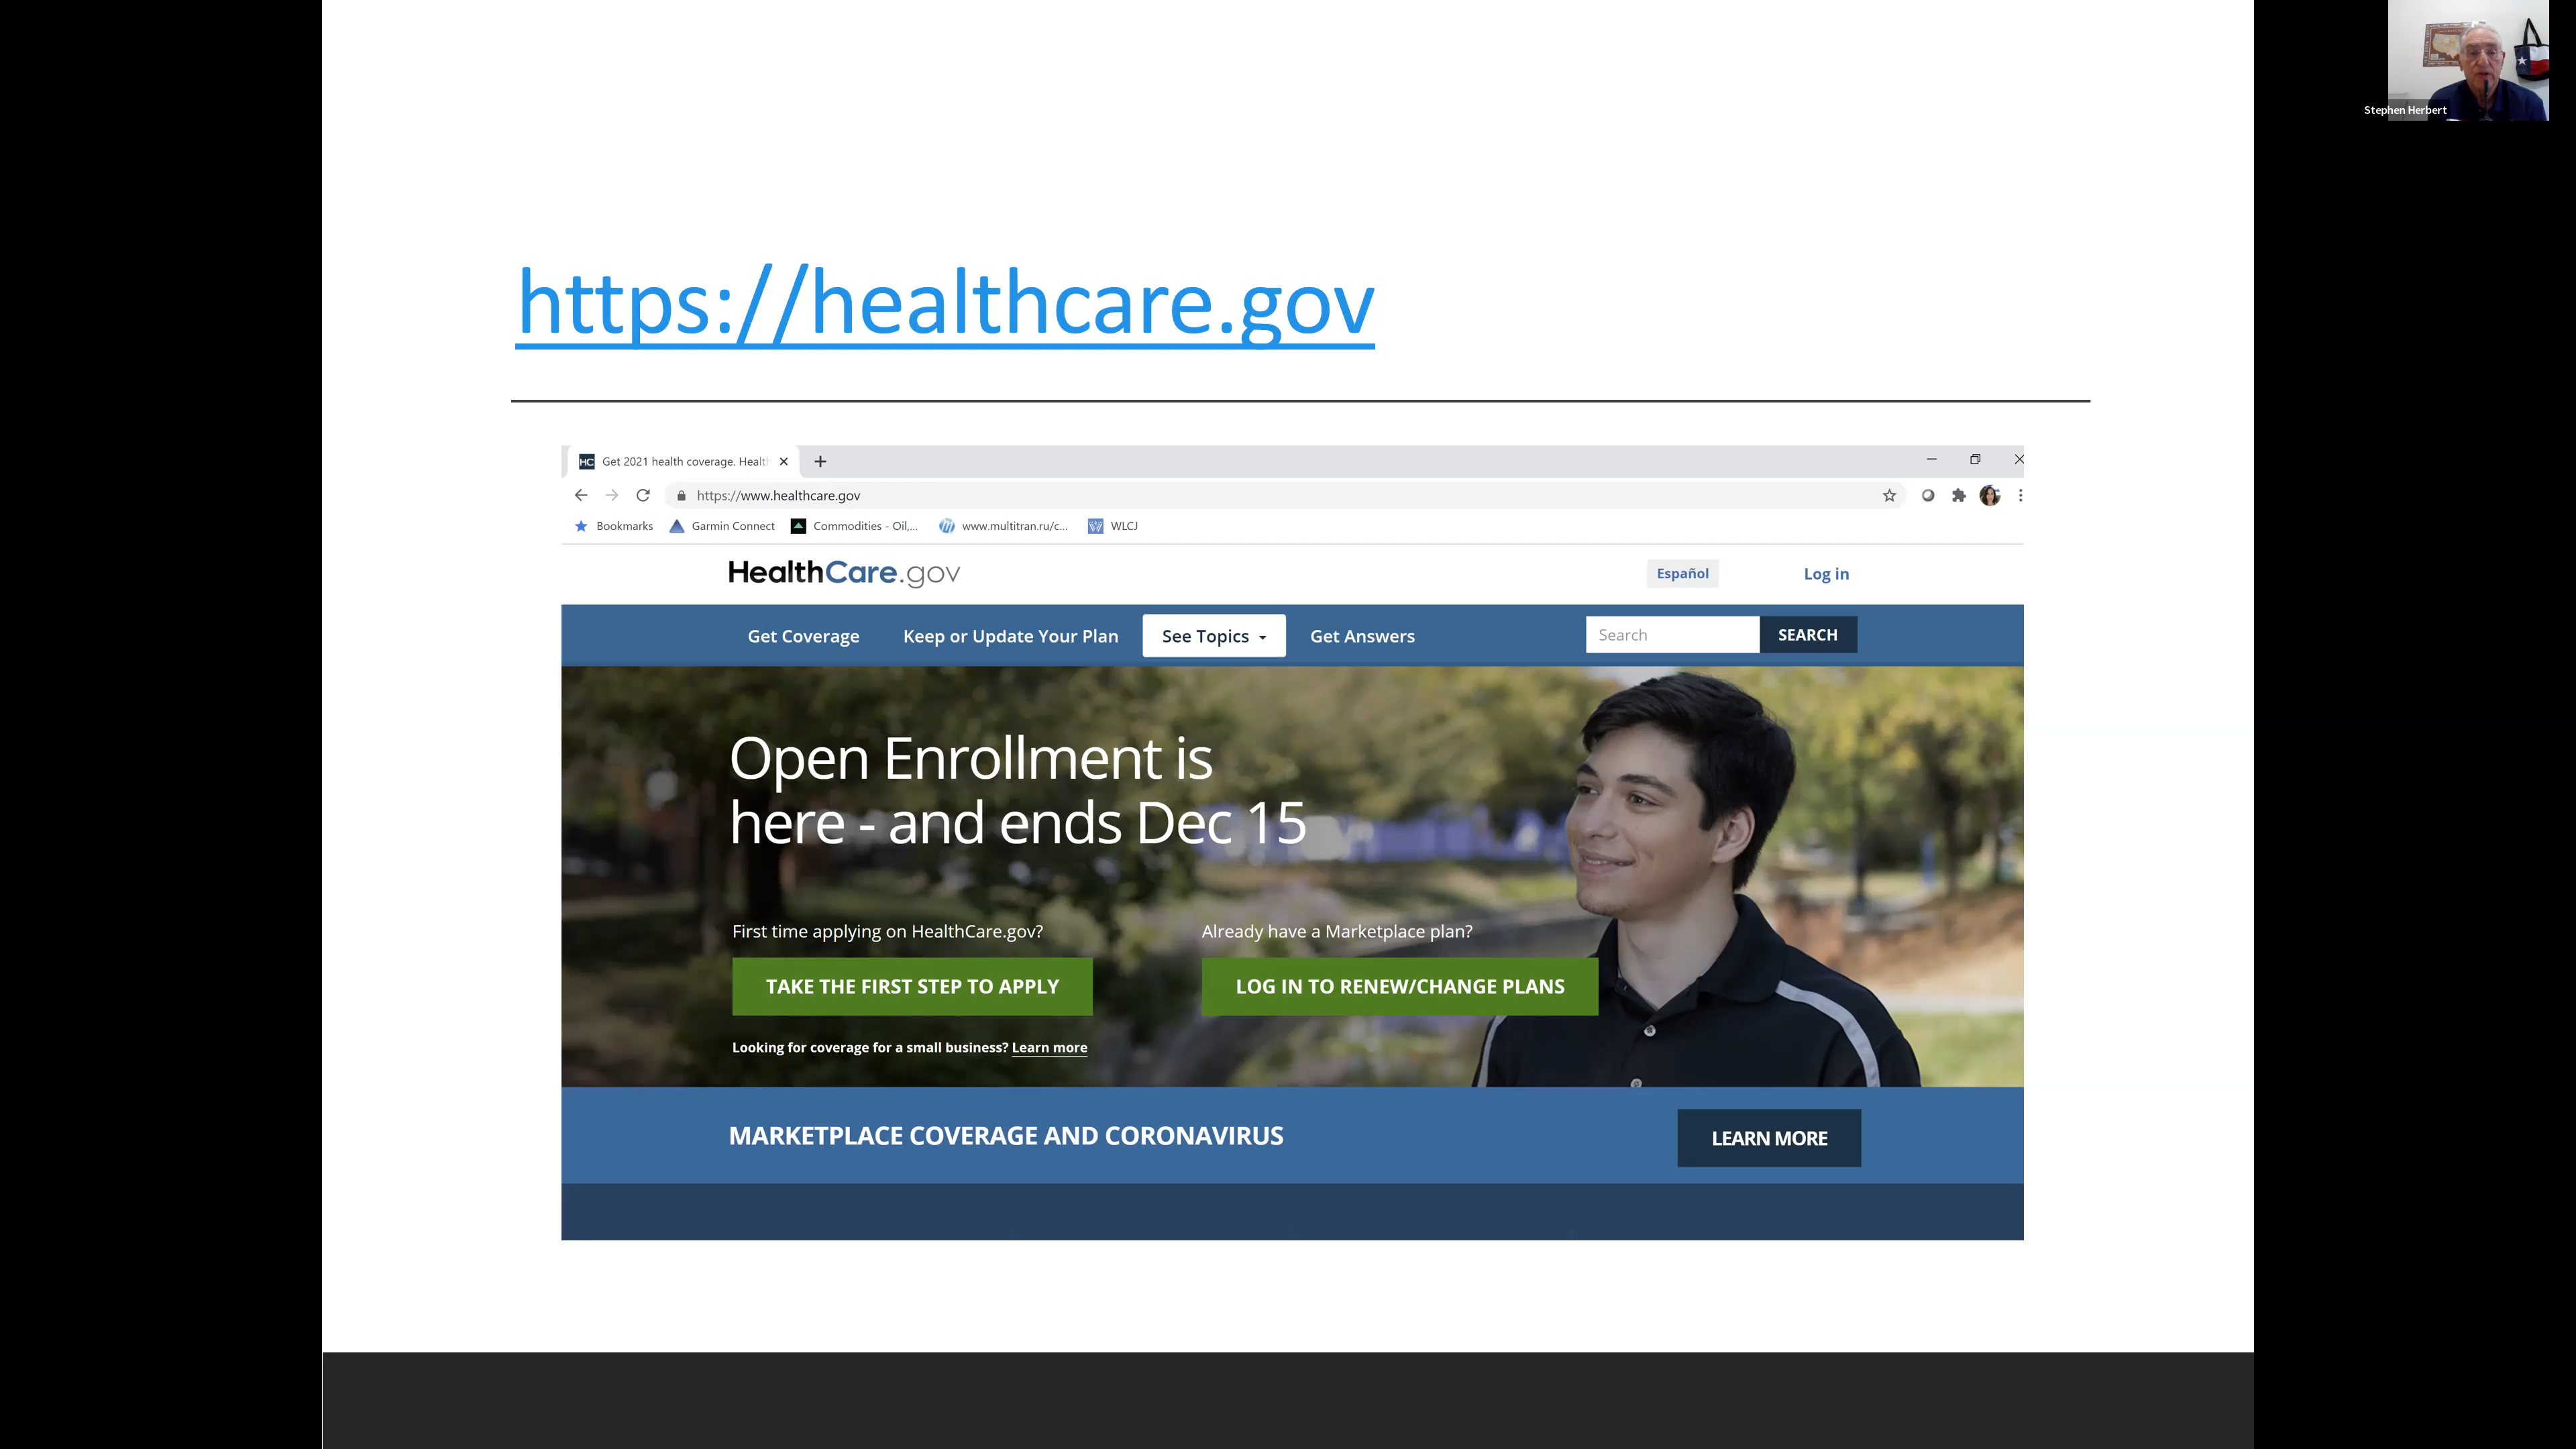 Stephen Herbert
https://healthcare.gov
Get 2021 health coverage. Healt
https://www.healthcare.gov
Bookmarks Garmin Connect Commodities - Oil,... www.multitran.ru/c... WLCJ
HealthCare.gov Español Log in
Get Coverage Keep or Update Your Plan See Topics Get Answers Search SEARCH
Open Enrollment is
here - and ends Dec 15
First time applying on HealthCare.gov? Already have a Marketplace plan?
TAKE THE FIRST STEP TO APPLY LOG IN TO RENEW/CHANGE PLANS
Looking for coverage for a small business? Learn more
MARKETPLACE COVERAGE AND CORONAVIRUS LEARN MORE